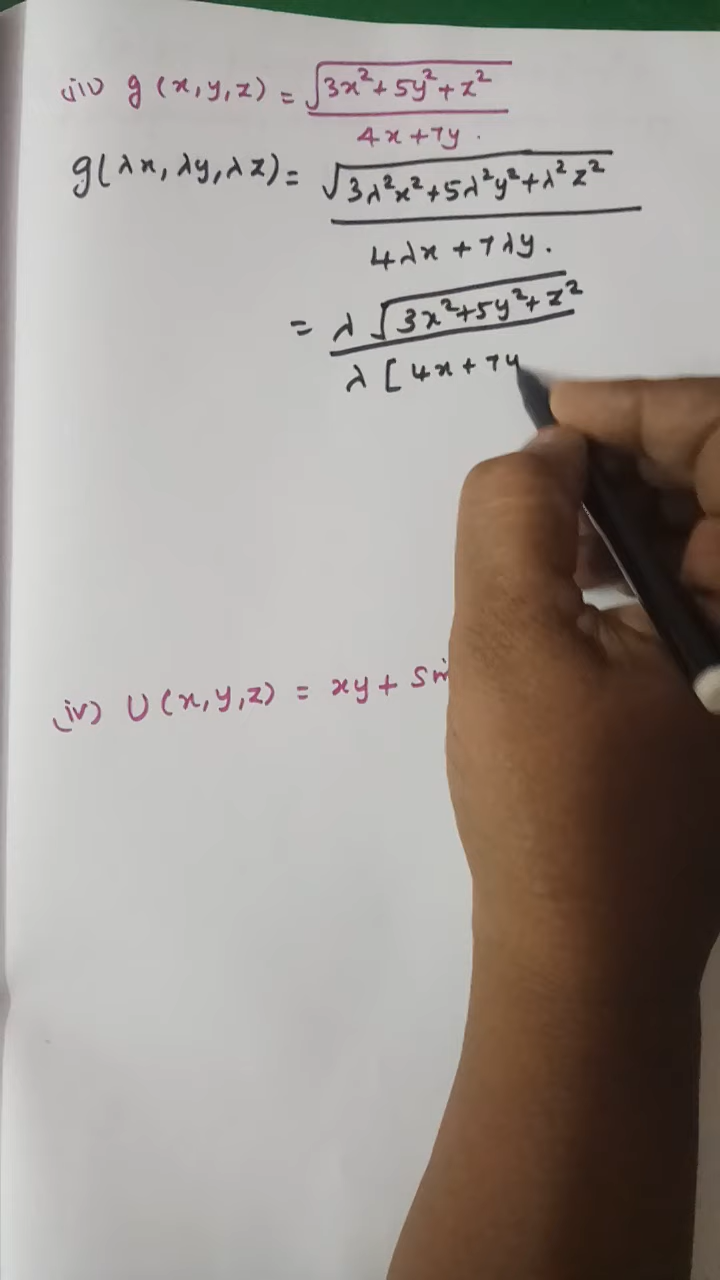 (iii) g (x, y, z) = √3x²+5y²+z²
4x+7y.
g(λx, λy, λz) = √3λ²x²+5λ²y²+λ²z²
4λx + 7λy.
= λ √3x²+5y²+z²
λ [4x + 7y
(iv) U(x, y, z) = xy +